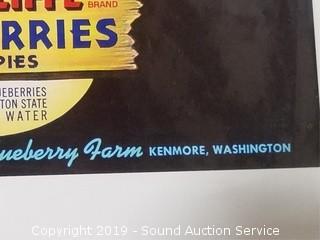 BRAND
RRIES
PIES
UEBERRIES
TON STATE
WATER
ueberry Farm KENMORE, WASHINGTON
Copyright 2019 - Sound Auction Service